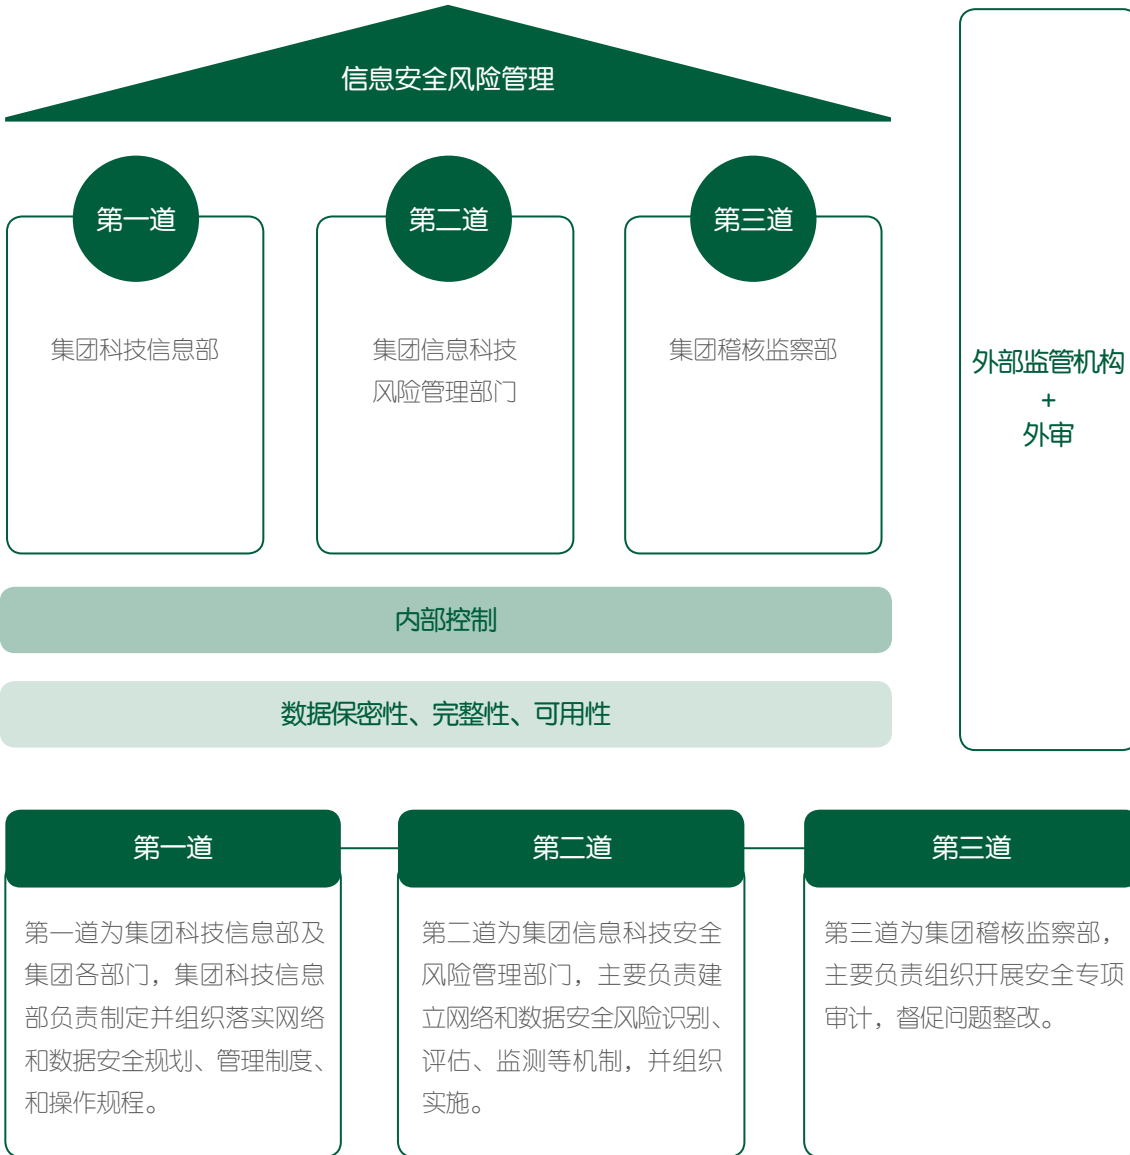 信息安全风险管理
第一道
第二道
第三道
集团科技信息部
集团信息科技
风险管理部门
集团稽核监察部
外部监管机构
+
外审
内部控制
数据保密性、完整性、可用性
第一道
第一道为集团科技信息部及
集团各部门，集团科技信息
部负责制定并组织落实网络
和数据安全规划、管理制度、
和操作规程。
第二道
第二道为集团信息科技安全
风险管理部门，主要负责建
立网络和数据安全风险识别、
评估、监测等机制，并组织
实施。
第三道
第三道为集团稽核监察部，
主要负责组织开展安全专项
审计，督促问题整改。